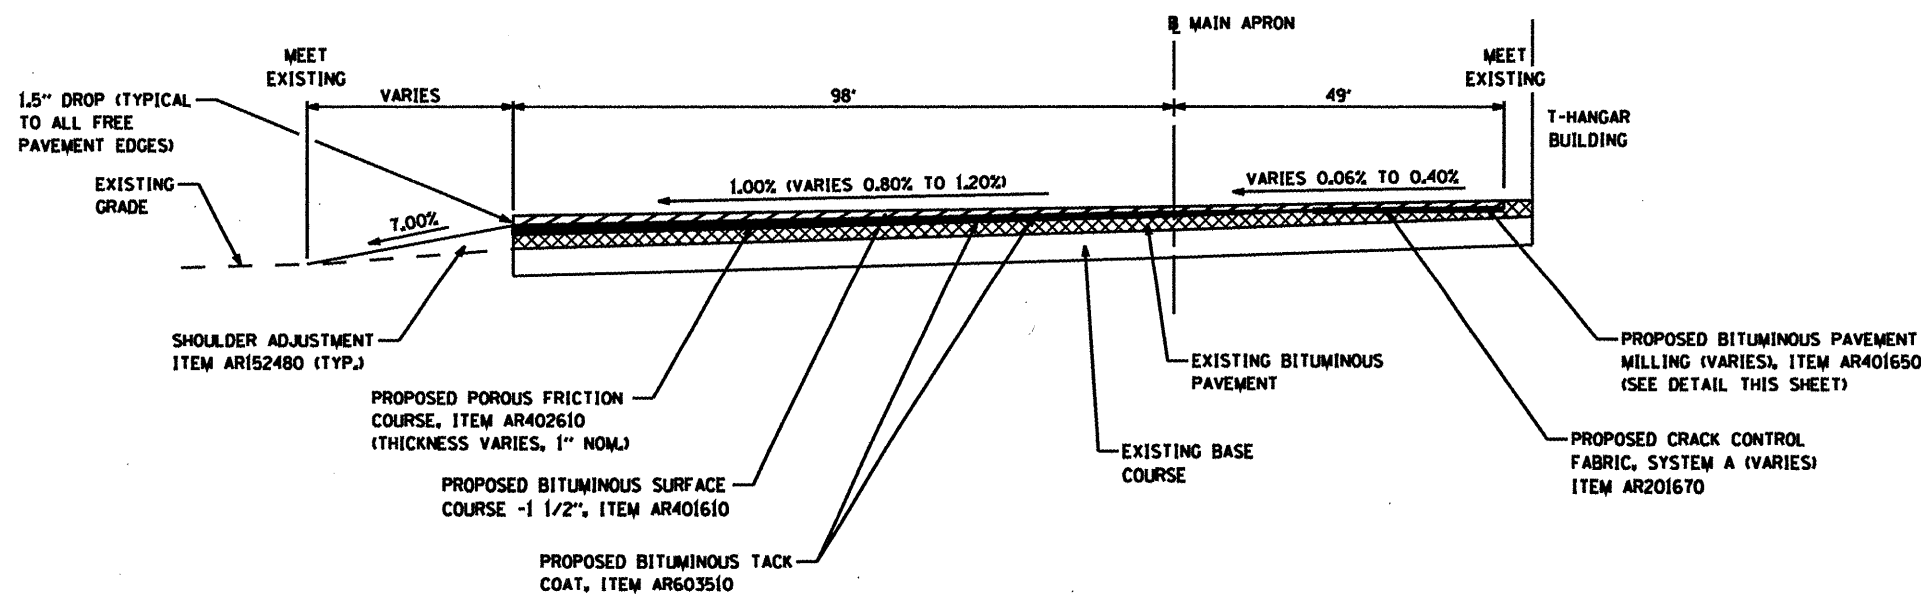 ℄ MAIN APRON
MEET
EXISTING
MEET
EXISTING
1.5" DROP (TYPICAL
TO ALL FREE
PAVEMENT EDGES)
VARIES
98'
49'
T-HANGAR
BUILDING
EXISTING
GRADE
1.00% (VARIES 0.80% TO 1.20%)
VARIES 0.06% TO 0.40%
7.00%
SHOULDER ADJUSTMENT
ITEM AR152480 (TYP.)
PROPOSED BITUMINOUS PAVEMENT
MILLING (VARIES), ITEM AR401650
(SEE DETAIL THIS SHEET)
EXISTING BITUMINOUS
PAVEMENT
PROPOSED POROUS FRICTION
COURSE, ITEM AR402610
(THICKNESS VARIES, 1" NOM.)
EXISTING BASE
COURSE
PROPOSED CRACK CONTROL
FABRIC, SYSTEM A (VARIES)
ITEM AR201670
PROPOSED BITUMINOUS SURFACE
COURSE -1 1/2", ITEM AR401610
PROPOSED BITUMINOUS TACK
COAT, ITEM AR603510